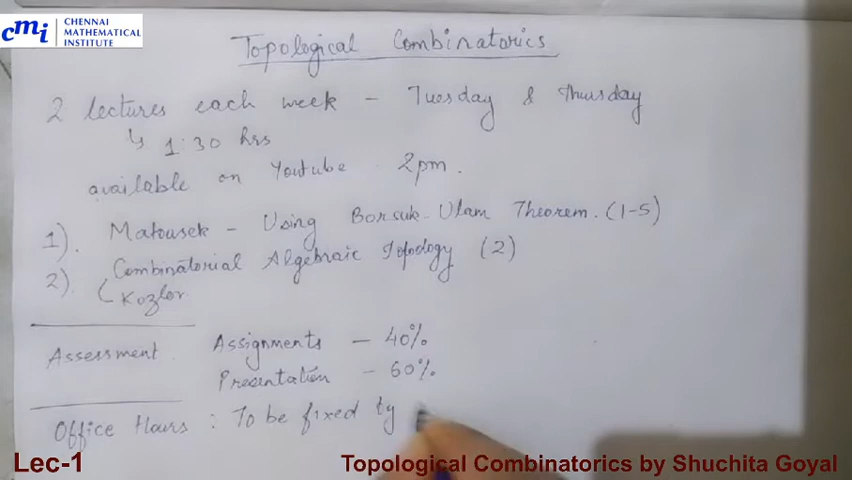 cmi CHENNAI
MATHEMATICAL
INSTITUTE
Topological Combinatorics
2 lectures each week - Tuesday & Thusday
↳ 1:30 hrs
available on Youtube 2pm.
1). Matousek - Using Borsuk-Ulam Theorem. (1-5)
2). Combinatorial Algebraic Topology (2)
( Kozlov
Assessment Assignments - 40%
Presentation - 60%
Office Hours : To be fixed by
Lec-1 Topological Combinatorics by Shuchita Goyal